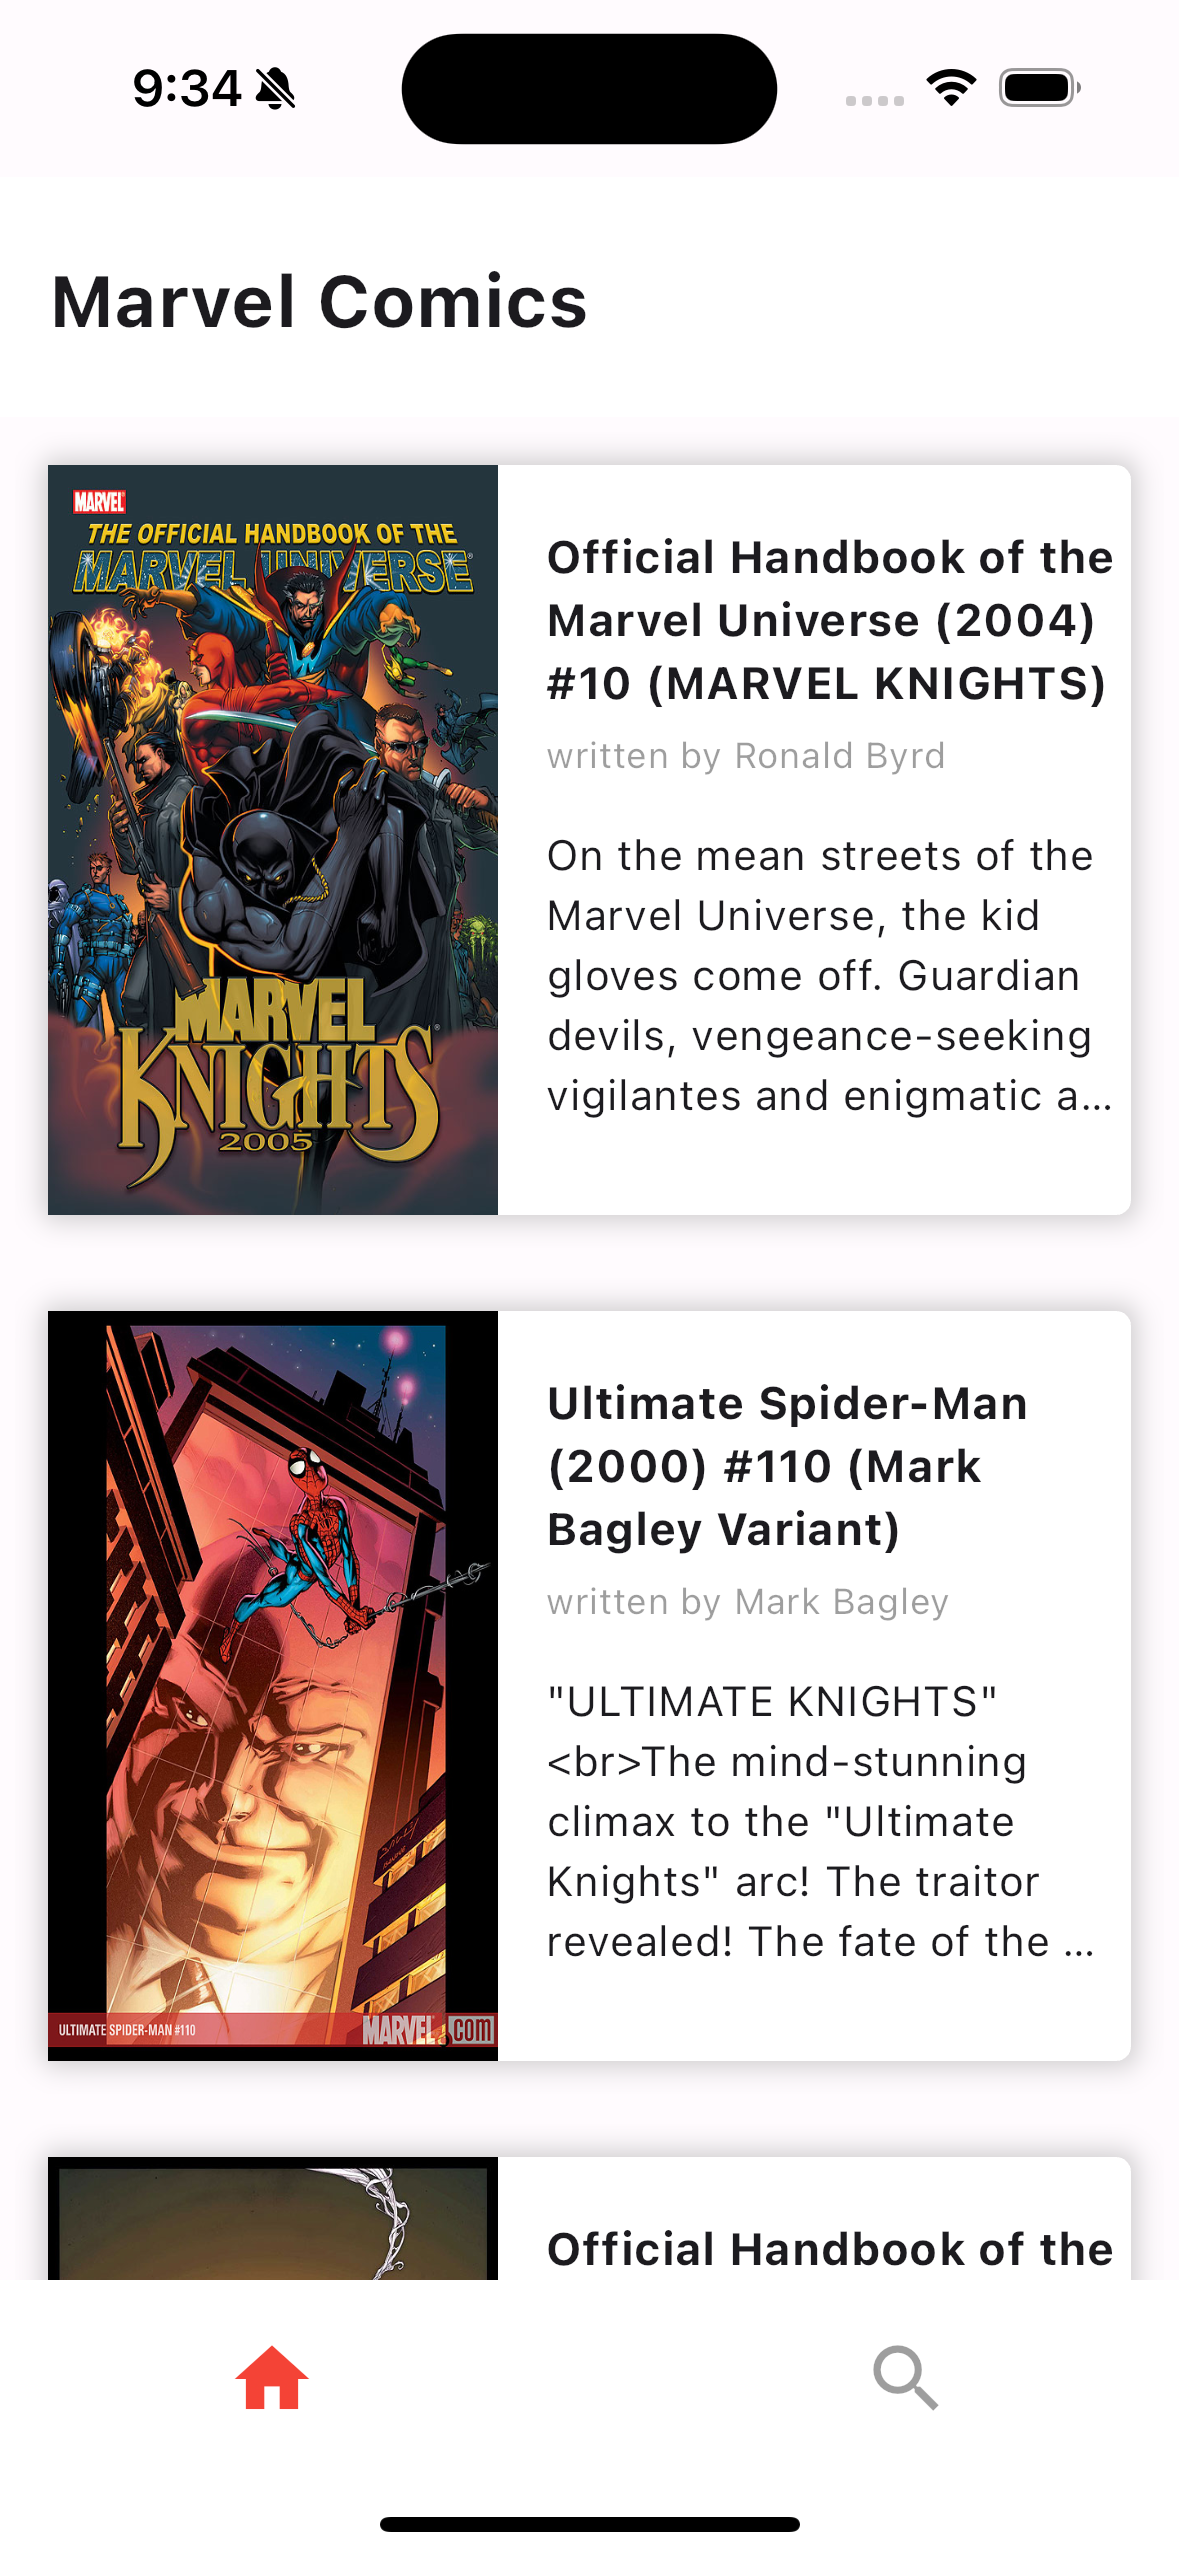 9:34
Marvel Comics
MARVEL
THE OFFICIAL HANDBOOK OF THE
MARVEL UNIVERSE
MARVEL
KNIGHTS
2005
Official Handbook of the
Marvel Universe (2004)
#10 (MARVEL KNIGHTS)
written by Ronald Byrd
On the mean streets of the
Marvel Universe, the kid
gloves come off. Guardian
devils, vengeance-seeking
vigilantes and enigmatic a...
ULTIMATE SPIDER-MAN #110
MARVEL.com
Ultimate Spider-Man
(2000) #110 (Mark
Bagley Variant)
written by Mark Bagley
"ULTIMATE KNIGHTS"
<br>The mind-stunning
climax to the "Ultimate
Knights" arc! The traitor
revealed! The fate of the ...
Official Handbook of the